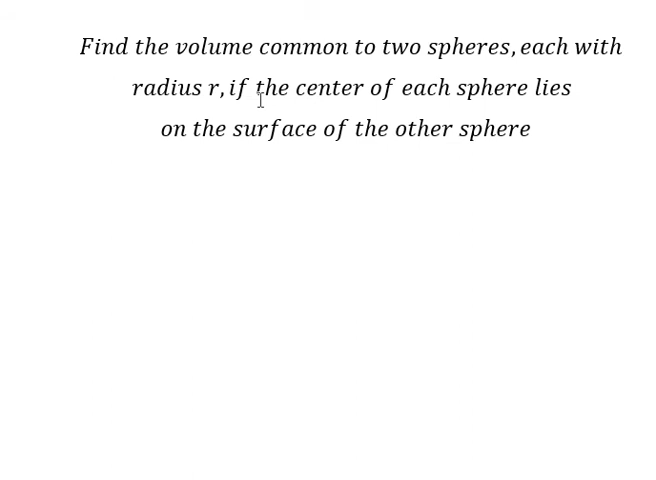 Find the volume common to two spheres, each with
radius r, if the center of each sphere lies
on the surface of the other sphere